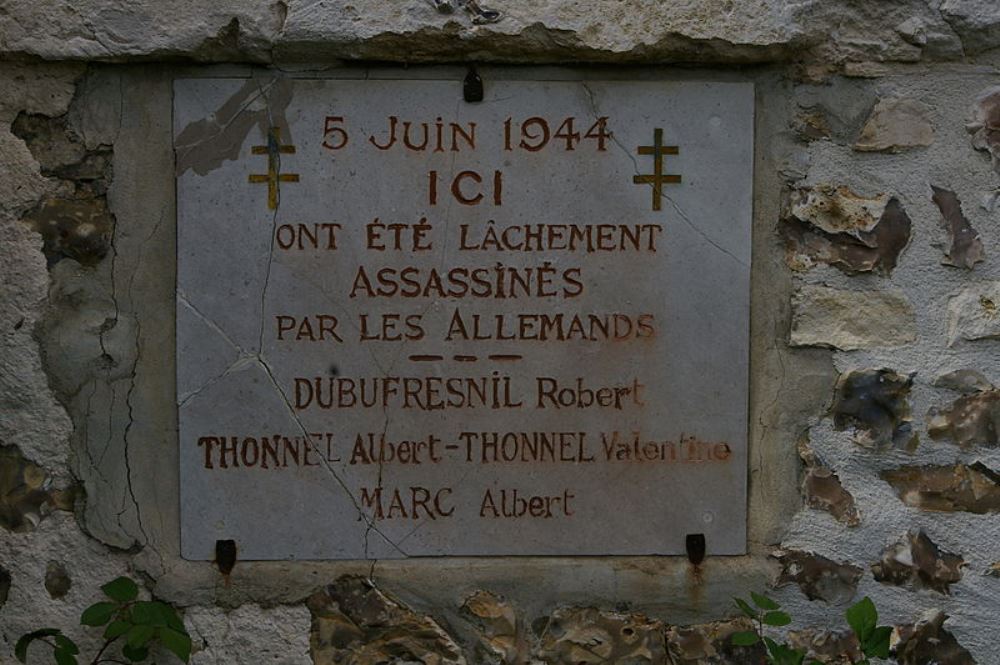 5 JUIN 1944
ICI
ONT ÉTÉ LÂCHEMENT
ASSASSINÉS
PAR LES ALLEMANDS
DUBUFRESNIL Robert
THONNEL Albert-THONNEL Valentine
MARC Albert